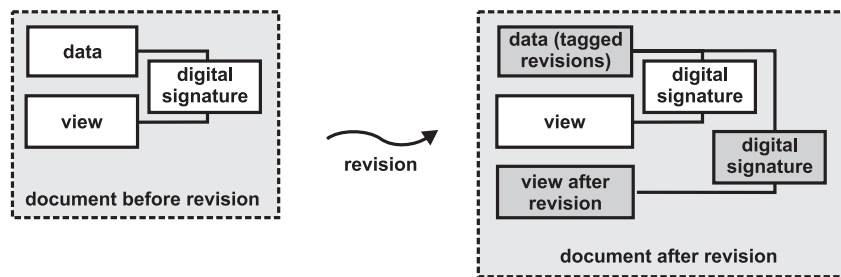 data
digital
signature
view
document before revision
revision
data (tagged
revisions)
digital
signature
view
digital
signature
view after
revision
document after revision